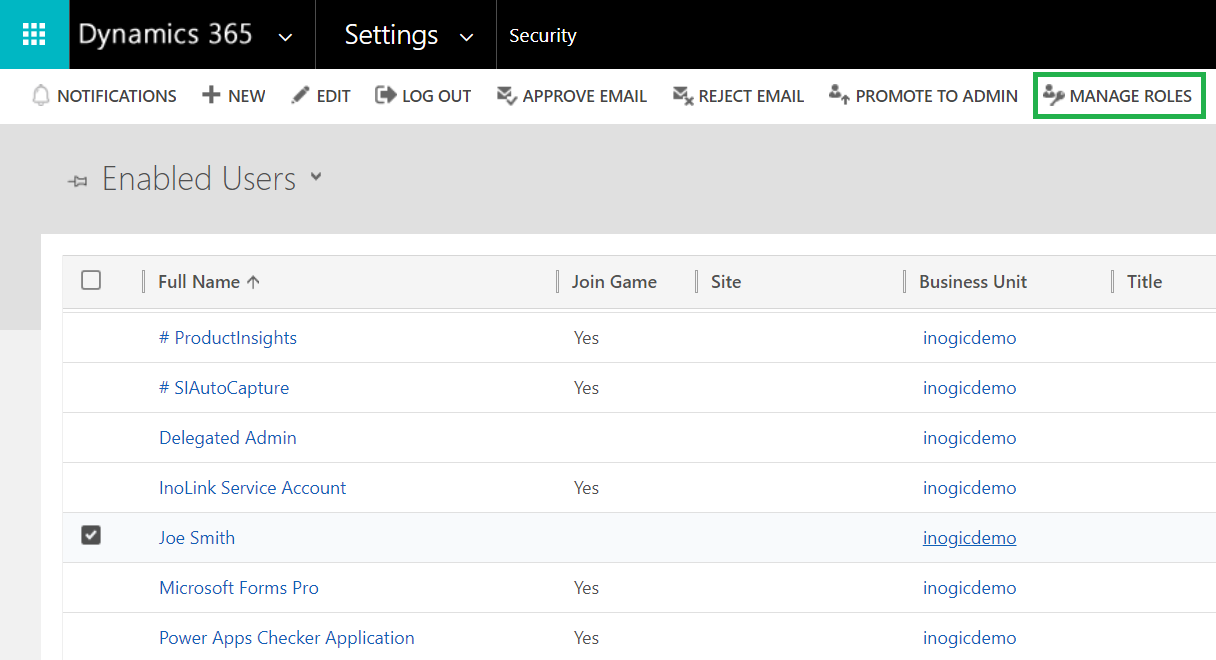 Dynamics 365 Settings Security
NOTIFICATIONS NEW EDIT LOG OUT APPROVE EMAIL REJECT EMAIL PROMOTE TO ADMIN MANAGE ROLES
Enabled Users
Full Name Join Game Site Business Unit Title
# ProductInsights Yes inogicdemo
# SIAutoCapture Yes inogicdemo
Delegated Admin inogicdemo
InoLink Service Account Yes inogicdemo
Joe Smith inogicdemo
Microsoft Forms Pro Yes inogicdemo
Power Apps Checker Application Yes inogicdemo